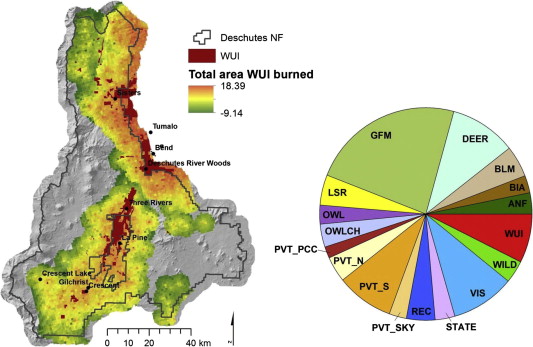 Deschutes NF
WUI
Total area WUI burned
18.39
-9.14
Sisters
Tumalo
Bend
Deschutes River Woods
Three Rivers
La Pine
Crescent Lake
Gilchrist
Crescent
0 10 20 40 km
z
GFM
DEER
BLM
BIA
ANF
WUI
WILD
VIS
STATE
REC
PVT_SKY
PVT_S
PVT_N
PVT_PCC
OWLCH
OWL
LSR